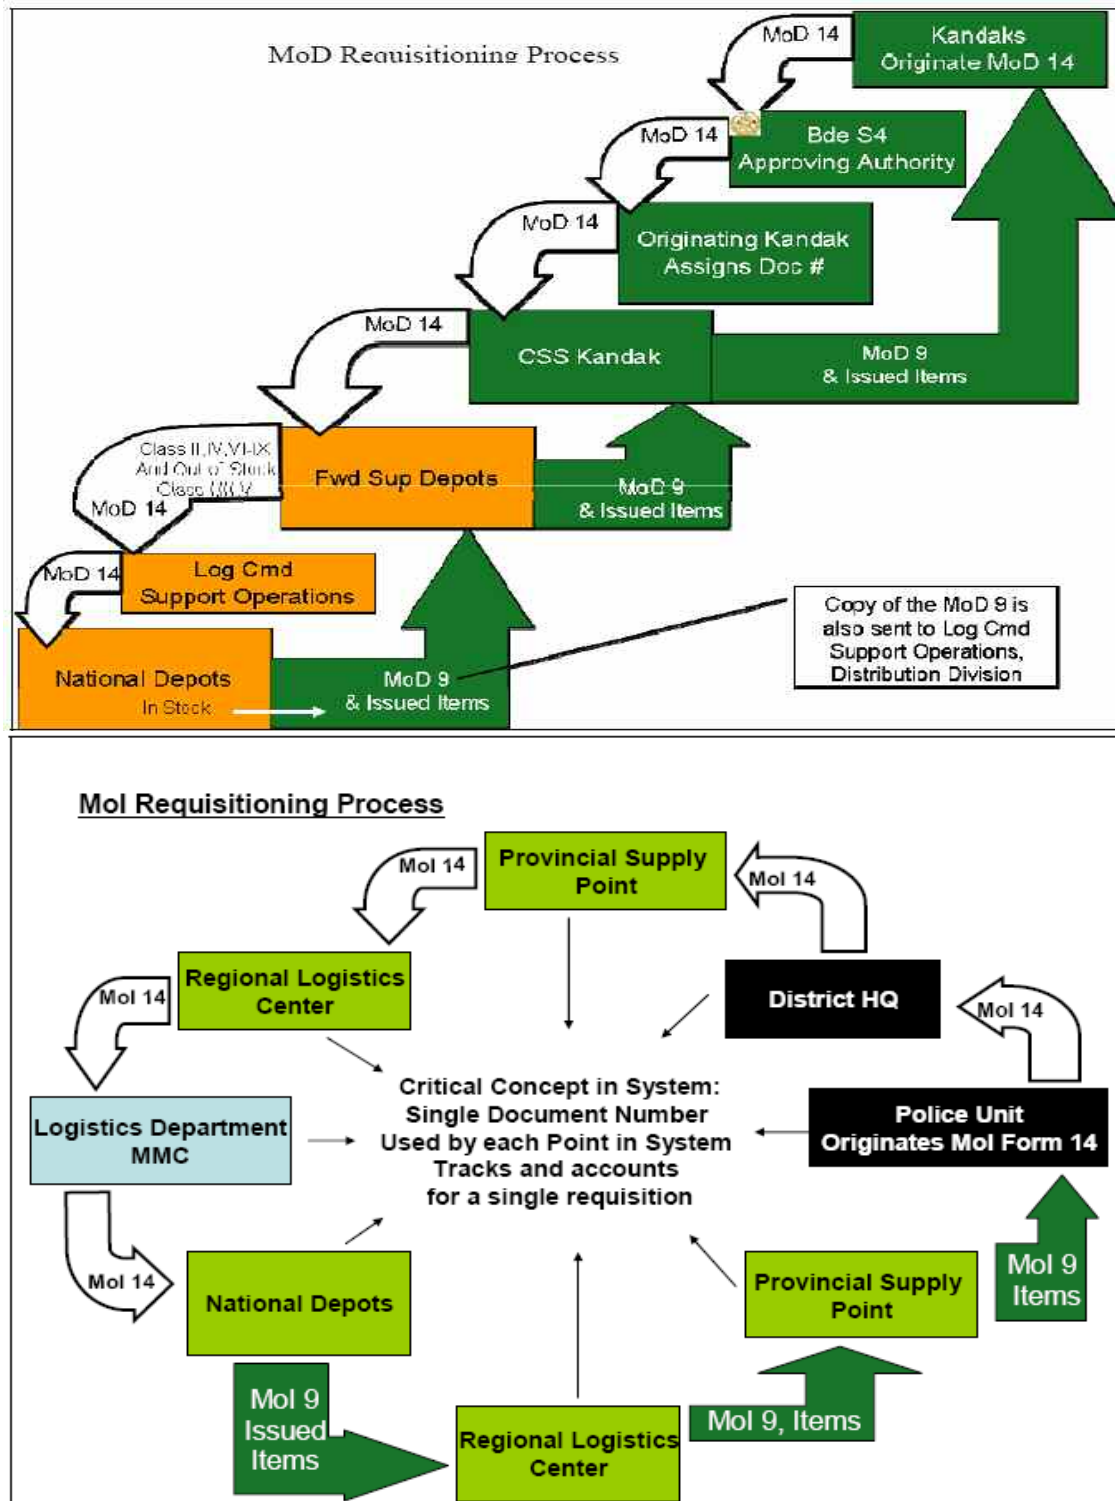 MoD Requisitioning Process
MoD 14
Kandaks
Originate MoD 14
MoD 14
Bde S4
Approving Authority
MoD 14
Originating Kandak
Assigns Doc #
MoD 14
CSS Kandak
MoD 9
& Issued Items
Class II,IV,VI-IX
And Out of Stock
Class
MoD 14
Fwd Sup Depots
MoD 9
& Issued Items
MoD 14
Log Cmd
Support Operations
National Depots
In Stock
MoD 9
& Issued Items
Copy of the MoD 9 is
also sent to Log Cmd
Support Operations,
Distribution Division
MoI Requisitioning Process
MoI 14
Provincial Supply
Point
MoI 14
Regional Logistics
Center
MoI 14
District HQ
MoI 14
Logistics Department
MMC
Critical Concept in System:
Single Document Number
Used by each Point in System
Tracks and accounts
for a single requisition
Police Unit
Originates MoI Form 14
MoI 14
National Depots
Provincial Supply
Point
MoI 9
Items
MoI 9
Issued
Items
Regional Logistics
Center
MoI 9, Items